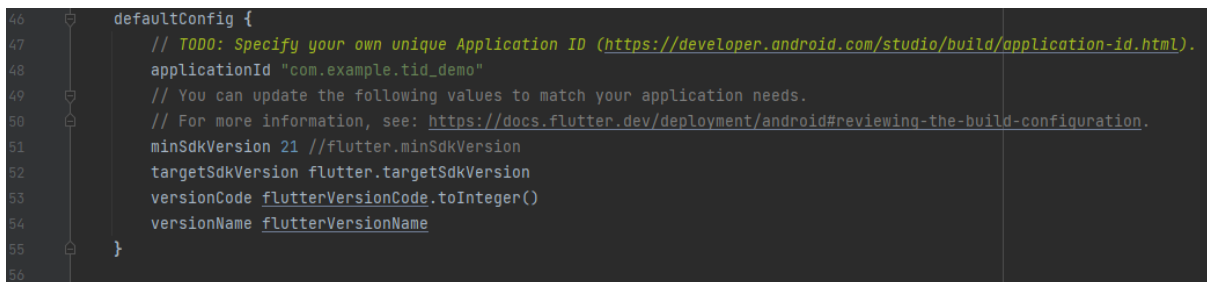 46 defaultConfig {
47 // TODO: Specify your own unique Application ID (https://developer.android.com/studio/build/application-id.html).
48 applicationId "com.example.tid_demo"
49 // You can update the following values to match your application needs.
50 // For more information, see: https://docs.flutter.dev/deployment/android#reviewing-the-build-configuration.
51 minSdkVersion 21 //flutter.minSdkVersion
52 targetSdkVersion flutter.targetSdkVersion
53 versionCode flutterVersionCode.toInteger()
54 versionName flutterVersionName
55 }
56